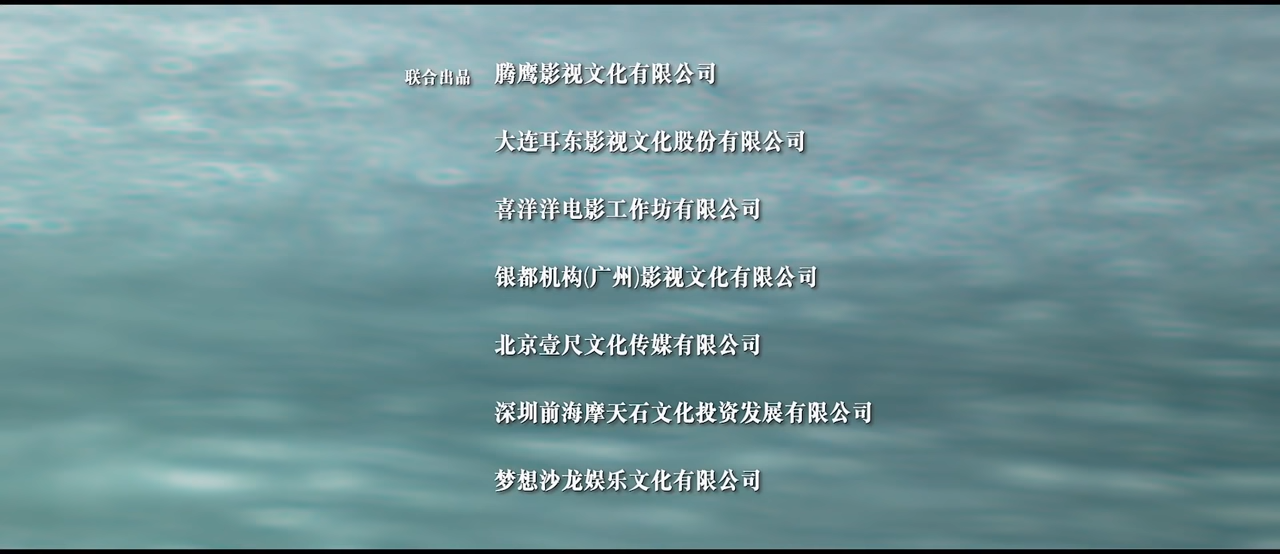 联合出品 腾鹰影视文化有限公司
大连耳东影视文化股份有限公司
喜洋洋电影工作坊有限公司
银都机构(广州)影视文化有限公司
北京壹尺文化传媒有限公司
深圳前海摩天石文化投资发展有限公司
梦想沙龙娱乐文化有限公司